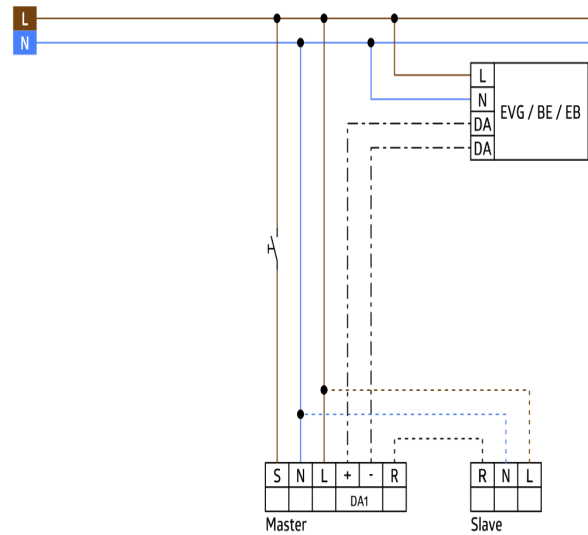 L
N
L
N
DA
DA
EVG / BE / EB
S N L + - R
DA1
Master
R N L
Slave